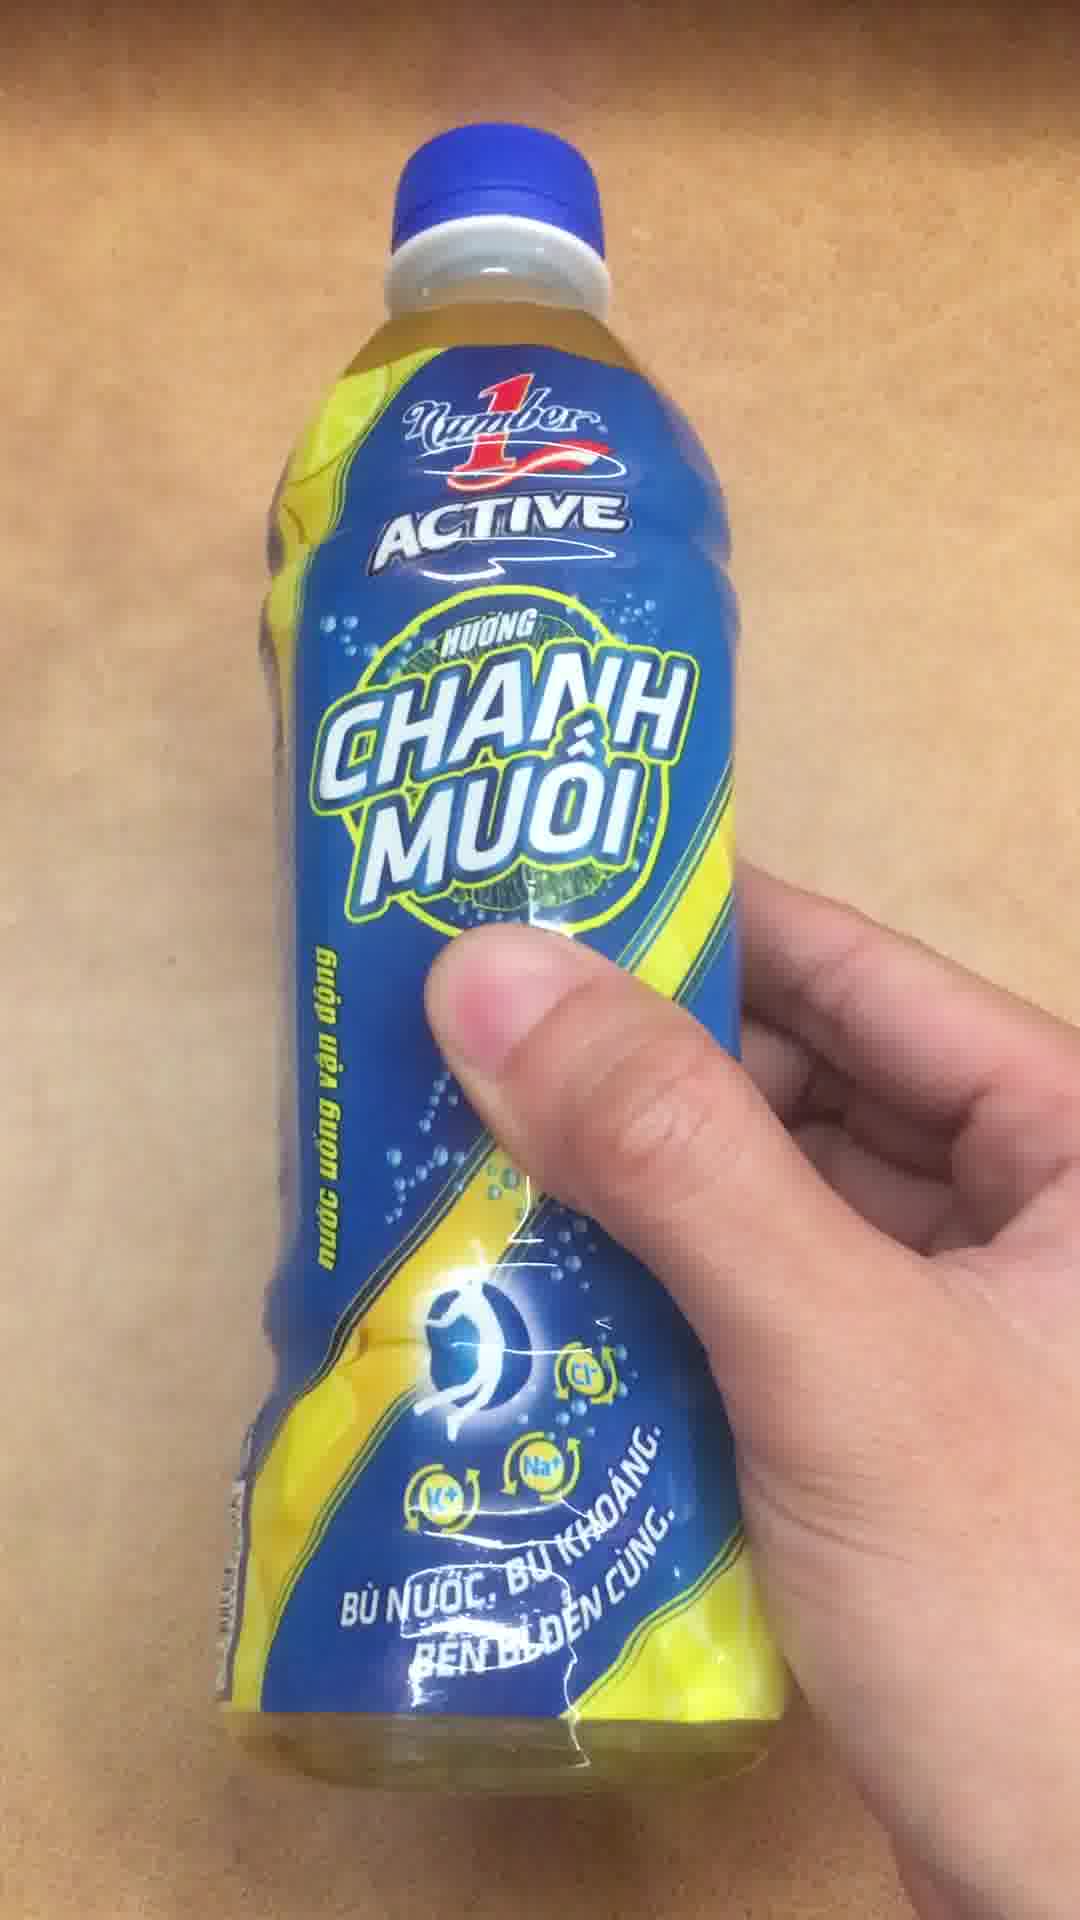 Number 1
ACTIVE
HƯƠNG
CHANH
MUỐI
nước uống vận động
Cl-
Na+
K+
BÙ NƯỚC, BÙ KHOÁNG.
BỀN BỈ ĐẾN CÙNG.